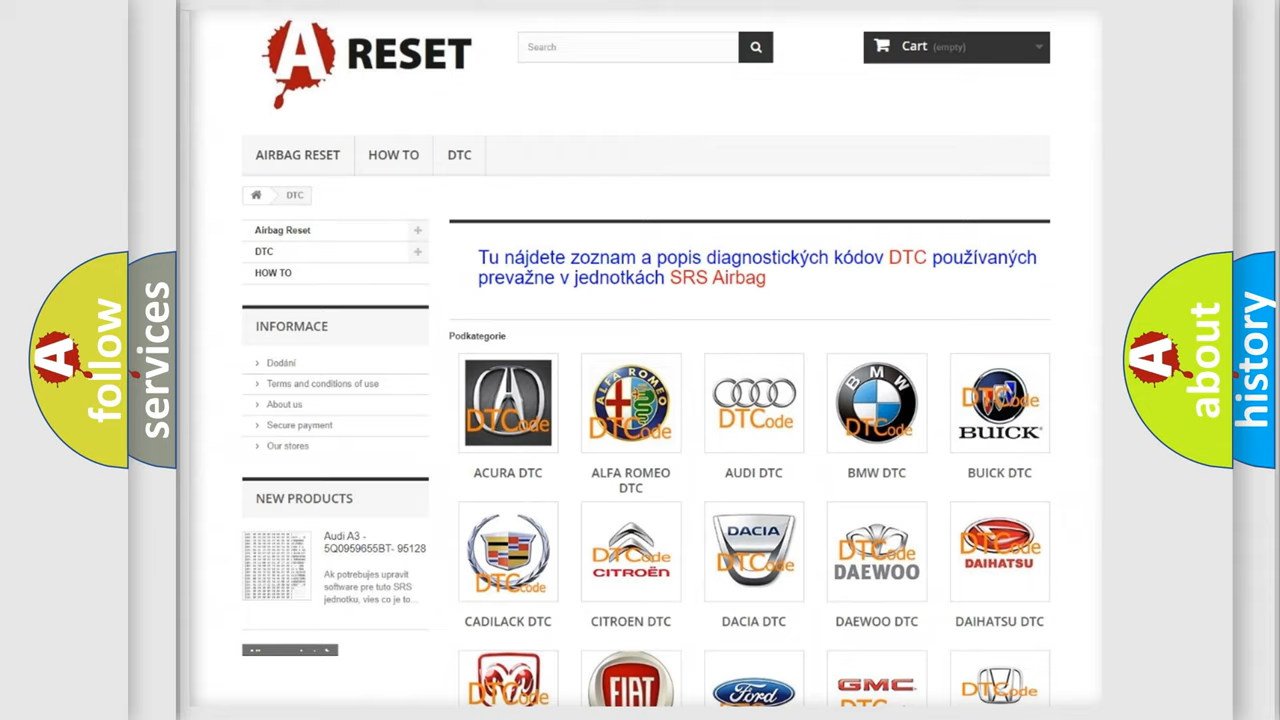 A RESET
Search
Cart (empty)
AIRBAG RESET
HOW TO
DTC
DTC
Airbag Reset
DTC
HOW TO
Tu nájdete zoznam a popis diagnostických kódov DTC používaných
prevažne v jednotkách SRS Airbag
INFORMACE
Dodání
Terms and conditions of use
About us
Secure payment
Our stores
NEW PRODUCTS
Audi A3 -
5Q0959655BT- 95128
Ak potrebujes upravit
software pre tuto SRS
jednotku, vies co je to...
Podkategorie
DTCode
ALFA ROMEO
DTCode
DTCode
BMW
DTCode
DTCode
BUICK
ACURA DTC
ALFA ROMEO
DTC
AUDI DTC
BMW DTC
BUICK DTC
DTCode
DTCode
CITROËN
DACIA
DTCode
DTCode
DAEWOO
DTCode
DAIHATSU
CADILACK DTC
CITROEN DTC
DACIA DTC
DAEWOO DTC
DAIHATSU DTC
DTCode
FIAT
Ford
GMC
DTCode
A follow
services
A about
history